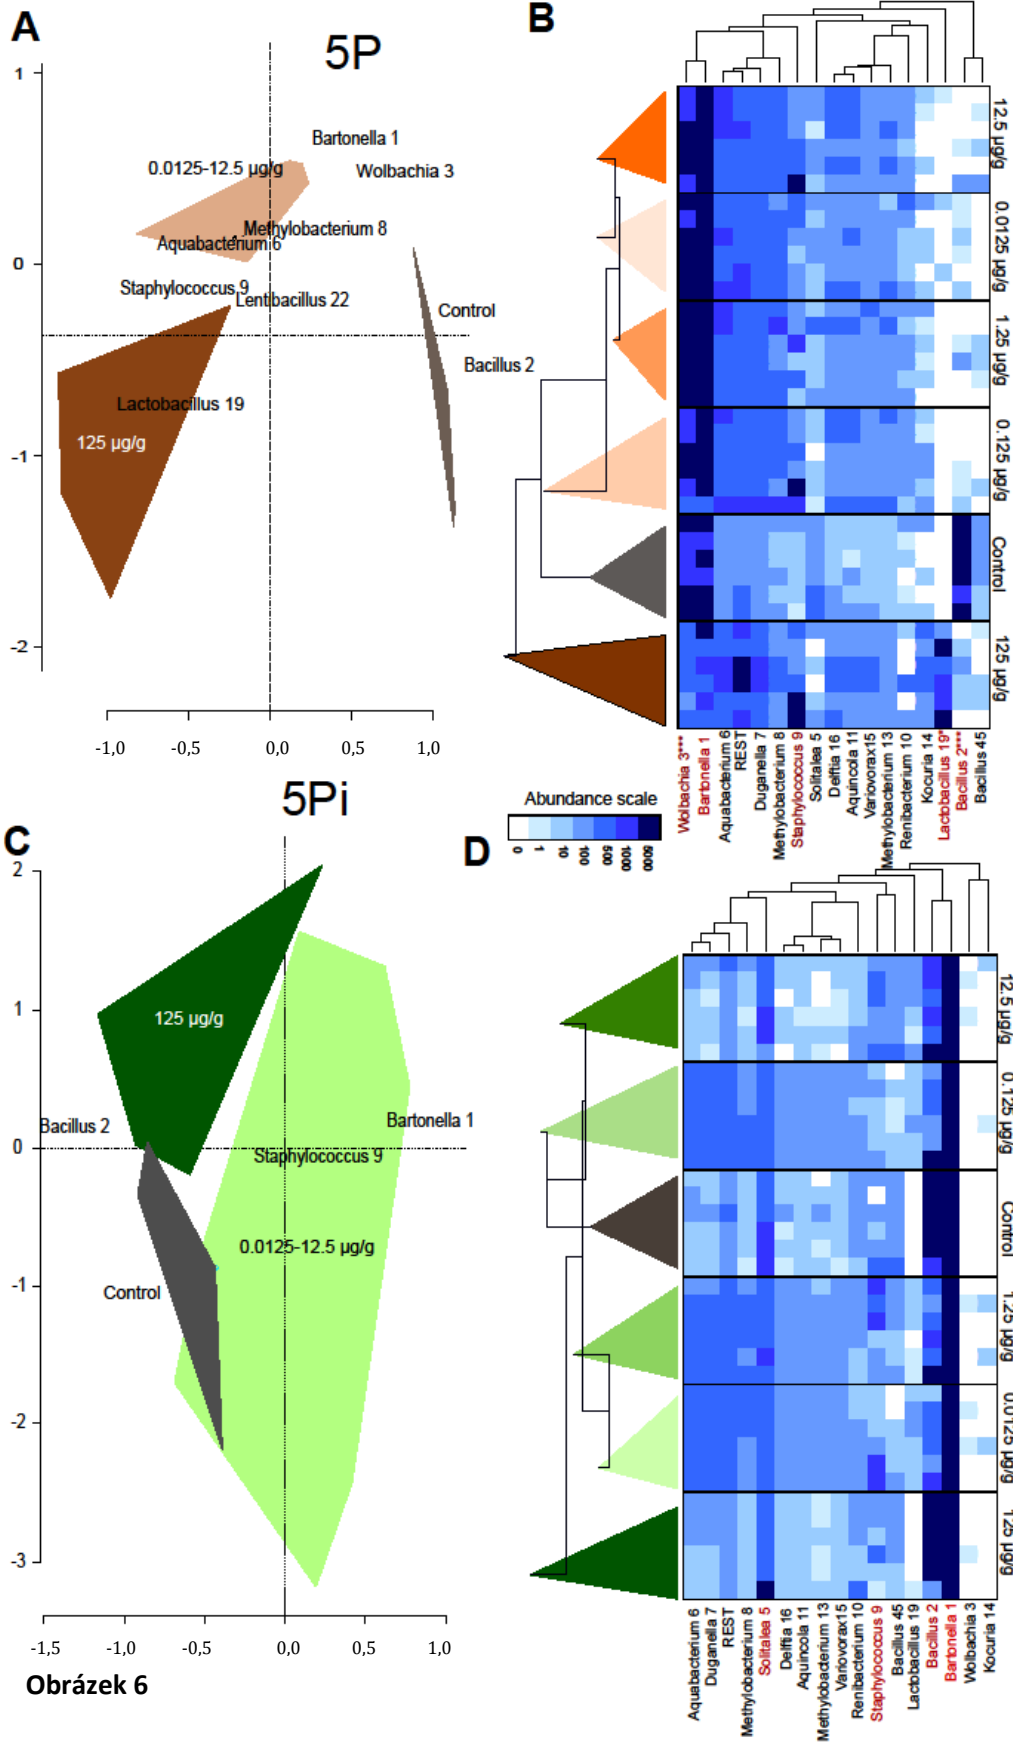 A
5P
1
0
-1
-2
Bartonella 1
0.0125-12.5 µg/g
Wolbachia 3
Methylobacterium 8
Aquabacterium 6
Staphylococcus 9
Lentibacillus 22
Control
Bacillus 2
Lactobacillus 19
125 µg/g
-1,0 -0,5 0,0 0,5 1,0
B
12.5 µg/g
0.0125 µg/g
1.25 µg/g
0.125 µg/g
Control
125 µg/g
Wolbachia 3***
Bartonella 1
Aquabacterium 6
REST
Duganella 7
Methylobacterium 8
Staphylococcus 9
Solitalea 5
Delftia 16
Aquincola 11
Variovorax15
Methylobacterium 13
Renibacterium 10
Kocuria 14
Lactobacillus 19*
Bacillus 2***
Bacillus 45
Abundance scale
0 1 10 100 500 1000 5000
C
5Pi
2
1
0
-1
-2
-3
125 µg/g
Bacillus 2
Bartonella 1
Staphylococcus 9
0.0125-12.5 µg/g
Control
-1,5 -1,0 -0,5 0,0 0,5 1,0
D
12.5 µg/g
0.125 µg/g
Control
1.25 µg/g
0.0125 µg/g
125 µg/g
Aquabacterium 6
Duganella 7
REST
Methylobacterium 8
Solitalea 5
Delftia 16
Aquincola 11
Methylobacterium 13
Variovorax15
Renibacterium 10
Staphylococcus 9
Bacillus 45
Lactobacillus 19
Bacillus 2
Bartonella 1
Wolbachia 3
Kocuria 14
Obrázek 6